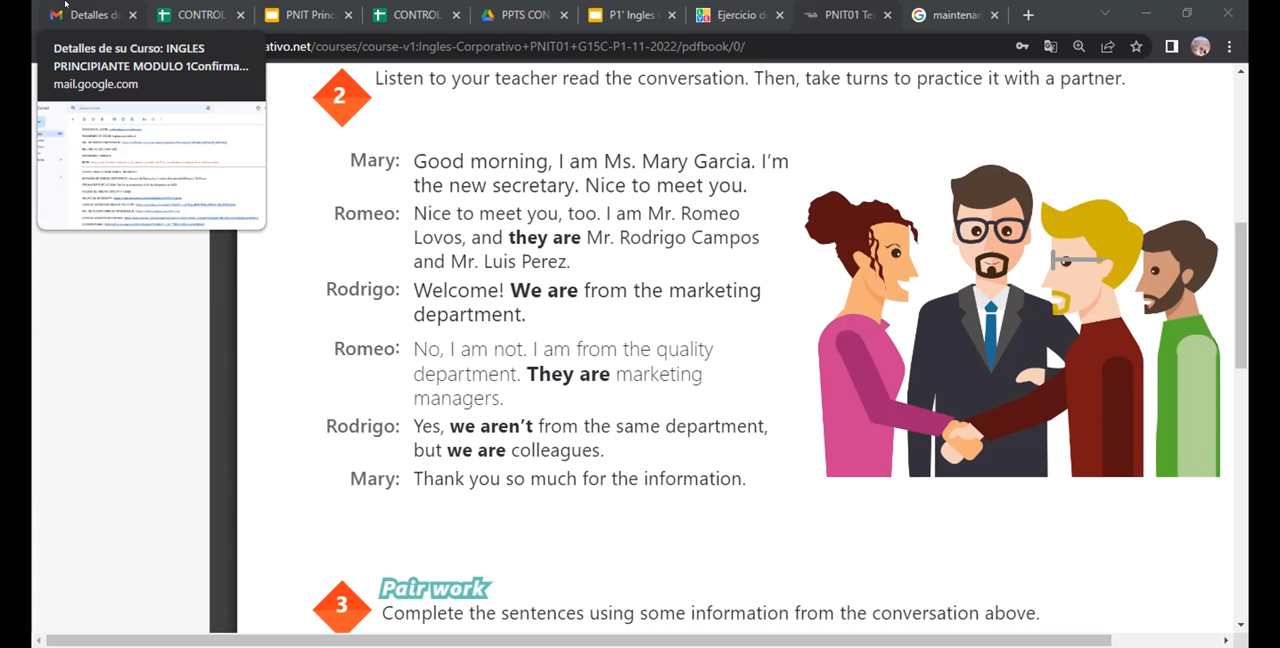 Detalles de
CONTROL
PNIT Princ
CONTROL
PPTS CON
P1' Ingles
Ejercicio d
PNIT01 Te
mantenan
Detalles de su Curso: INGLES
PRINCIPIANTE MODULO 1Confirma...
mail.google.com
ativo.net/courses/course-v1:Ingles-Corporativo+PNIT01+G15C-P1-11-2022/pdfbook/0/
2
Listen to your teacher read the conversation. Then, take turns to practice it with a partner.
Mary: Good morning, I am Ms. Mary Garcia. I'm
the new secretary. Nice to meet you.
Romeo: Nice to meet you, too. I am Mr. Romeo
Lovos, and they are Mr. Rodrigo Campos
and Mr. Luis Perez.
Rodrigo: Welcome! We are from the marketing
department.
Romeo: No, I am not. I am from the quality
department. They are marketing
managers.
Rodrigo: Yes, we aren't from the same department,
but we are colleagues.
Mary: Thank you so much for the information.
Pair work
3
Complete the sentences using some information from the conversation above.